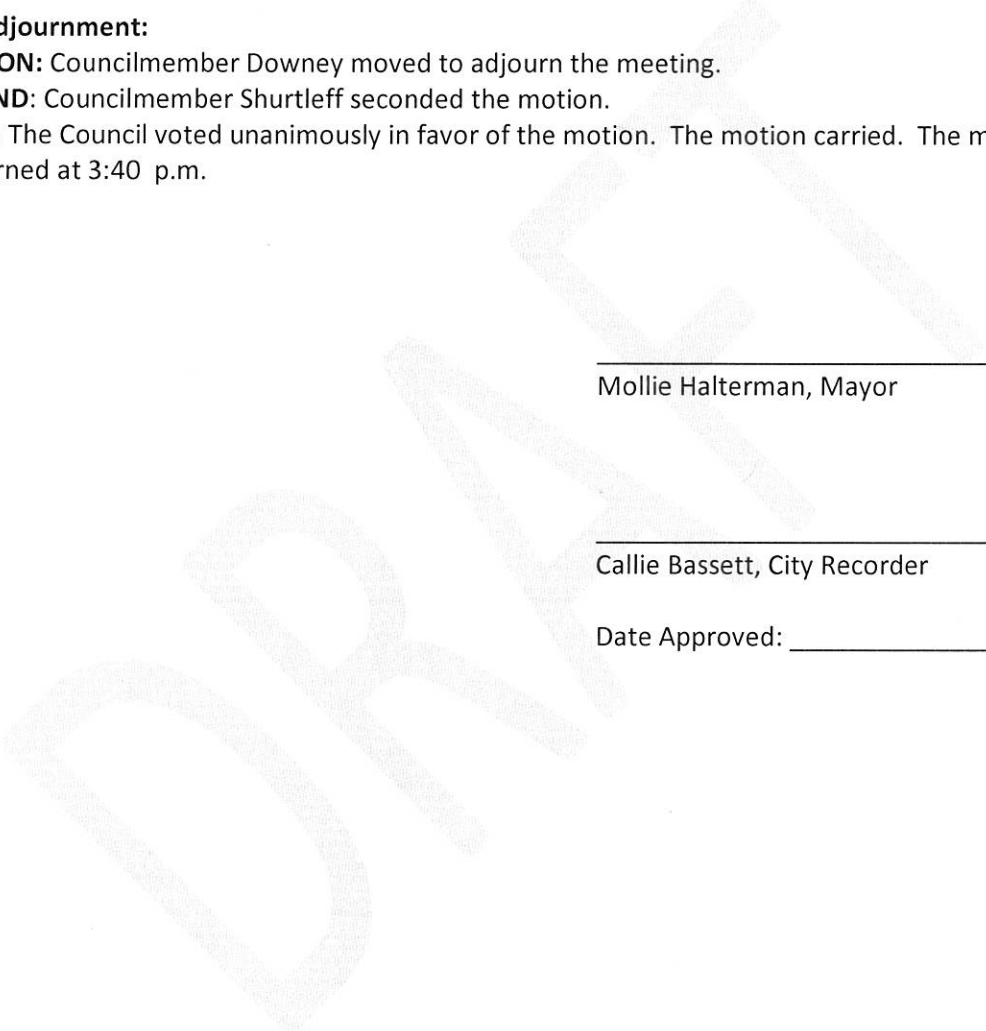 djournment:
ON: Councilmember Downey moved to adjourn the meeting.
ND: Councilmember Shurtleff seconded the motion.
The Council voted unanimously in favor of the motion.  The motion carried.  The m
rned at 3:40  p.m.
DRAFT
Mollie Halterman, Mayor
Callie Bassett, City Recorder
Date Approved: _______________